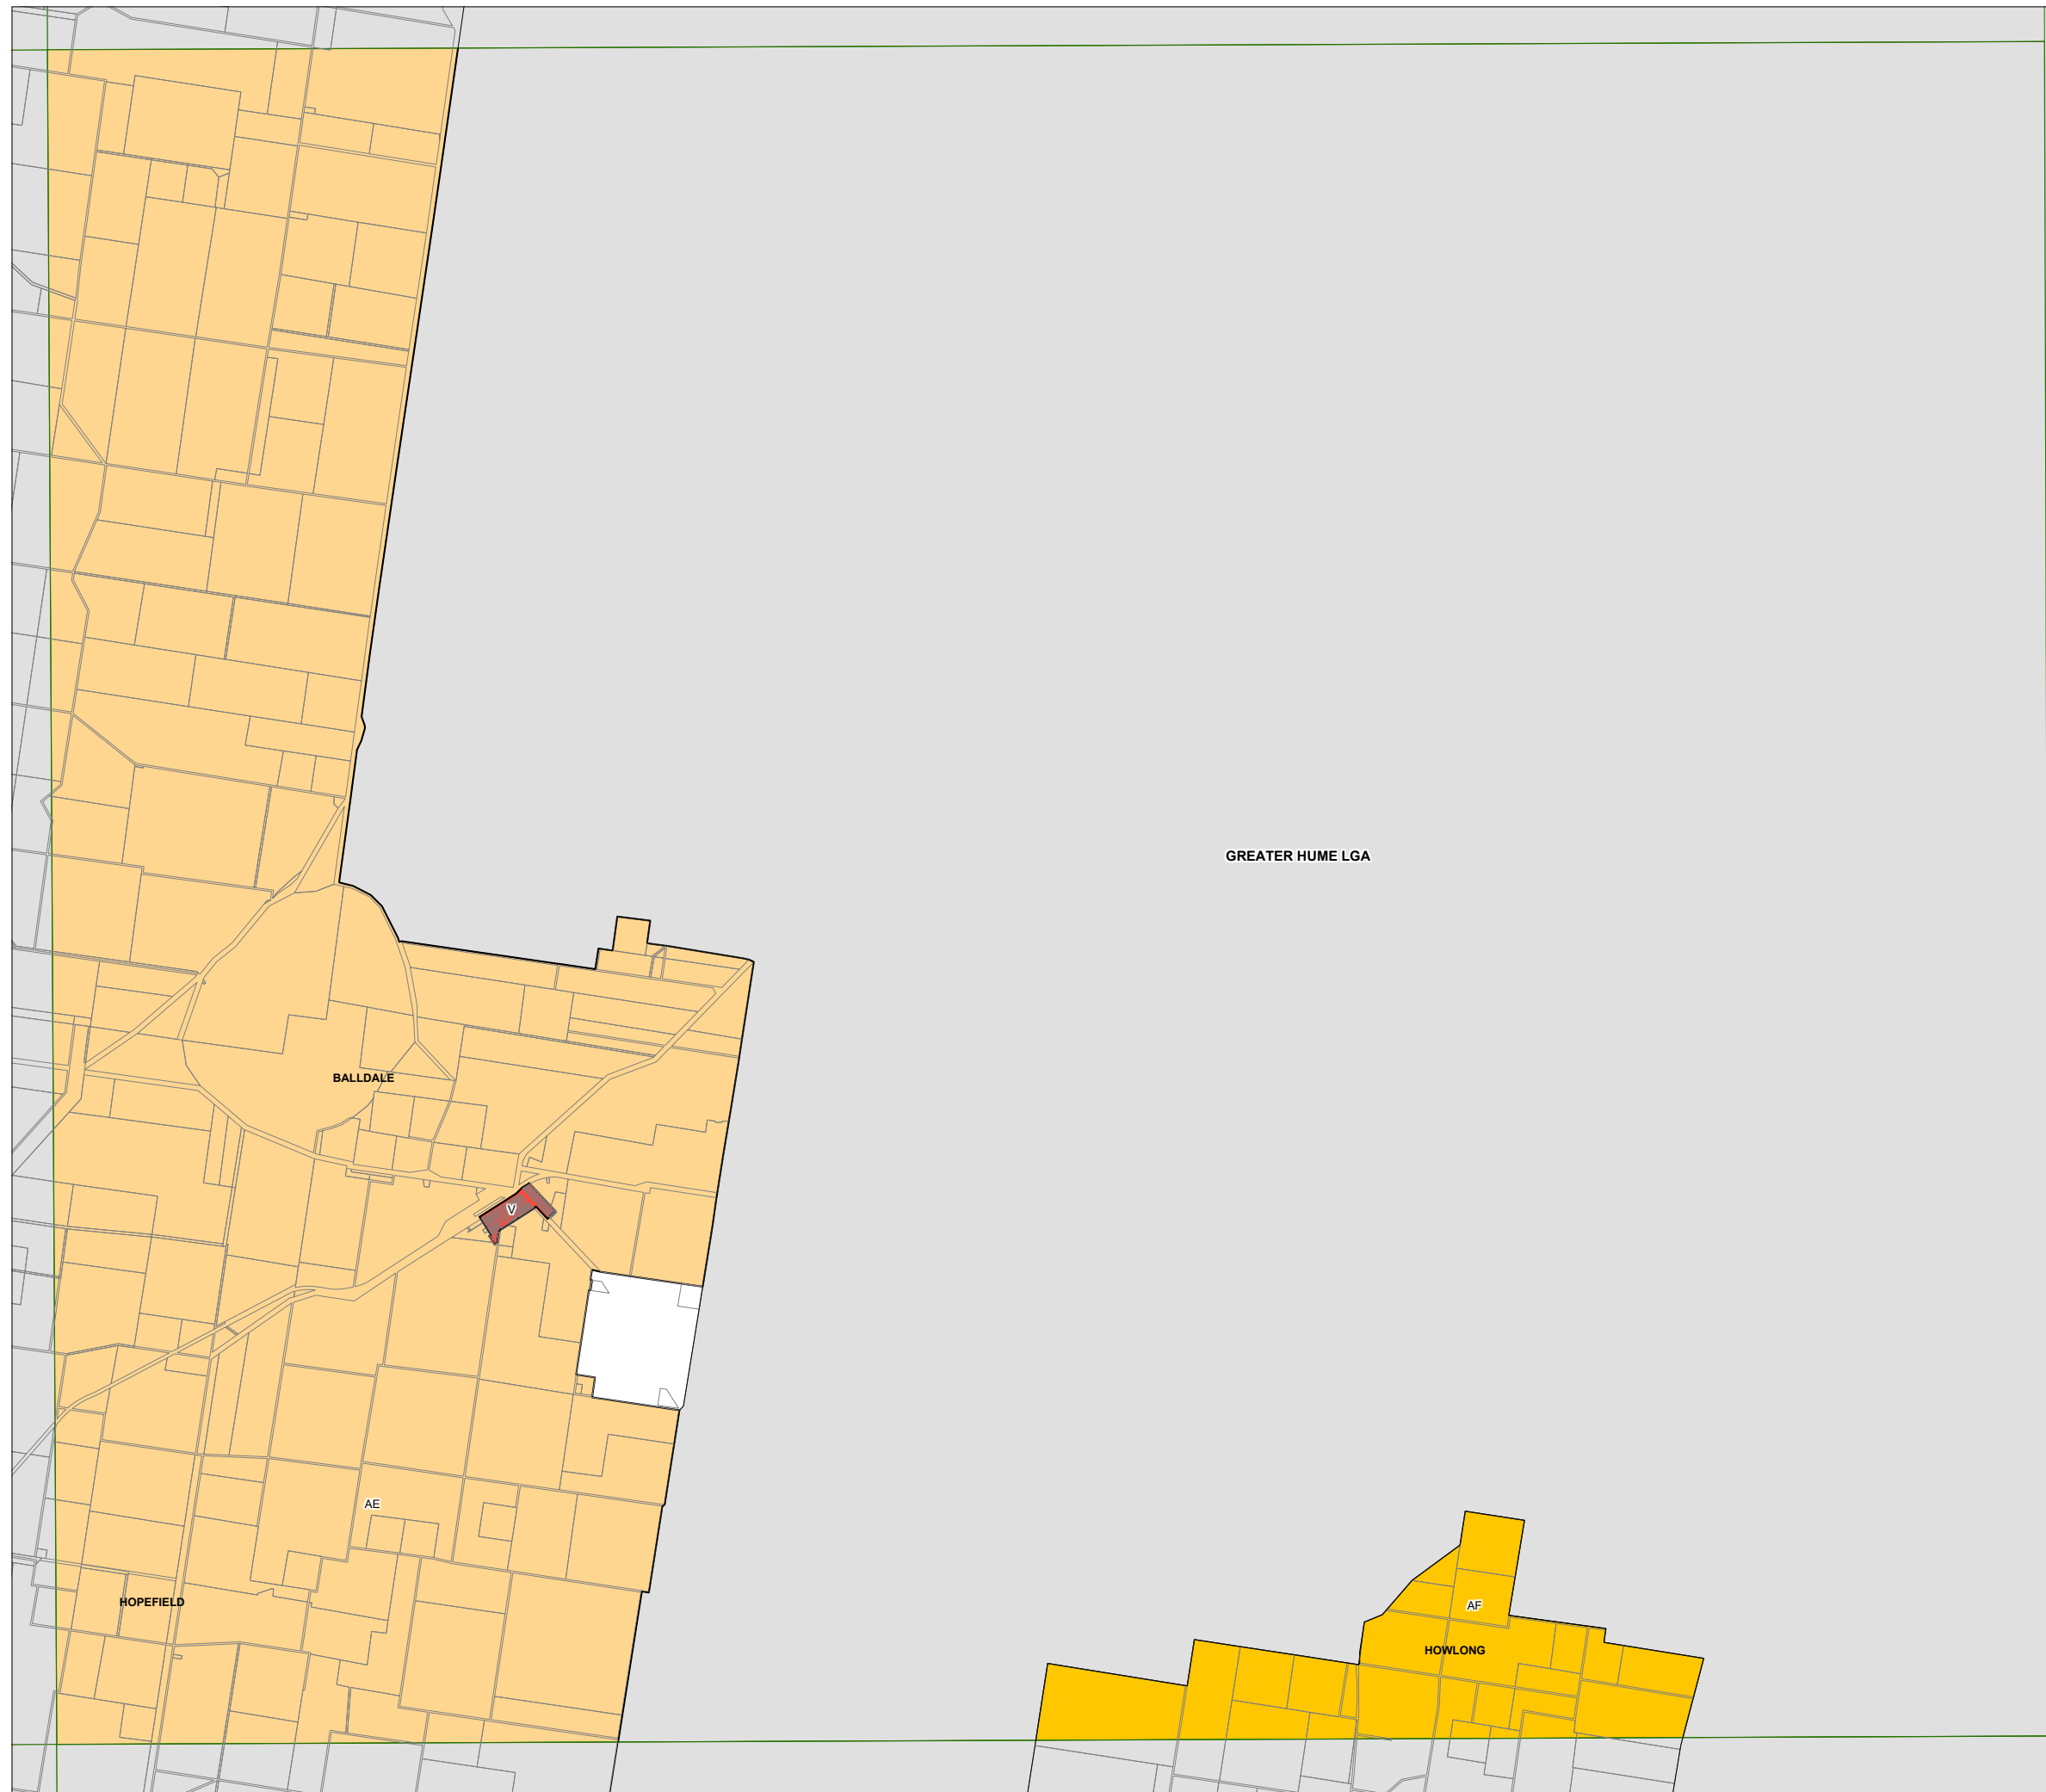 GREATER HUME LGA
BALLDALE
V
AE
HOPEFIELD
AF
HOWLONG